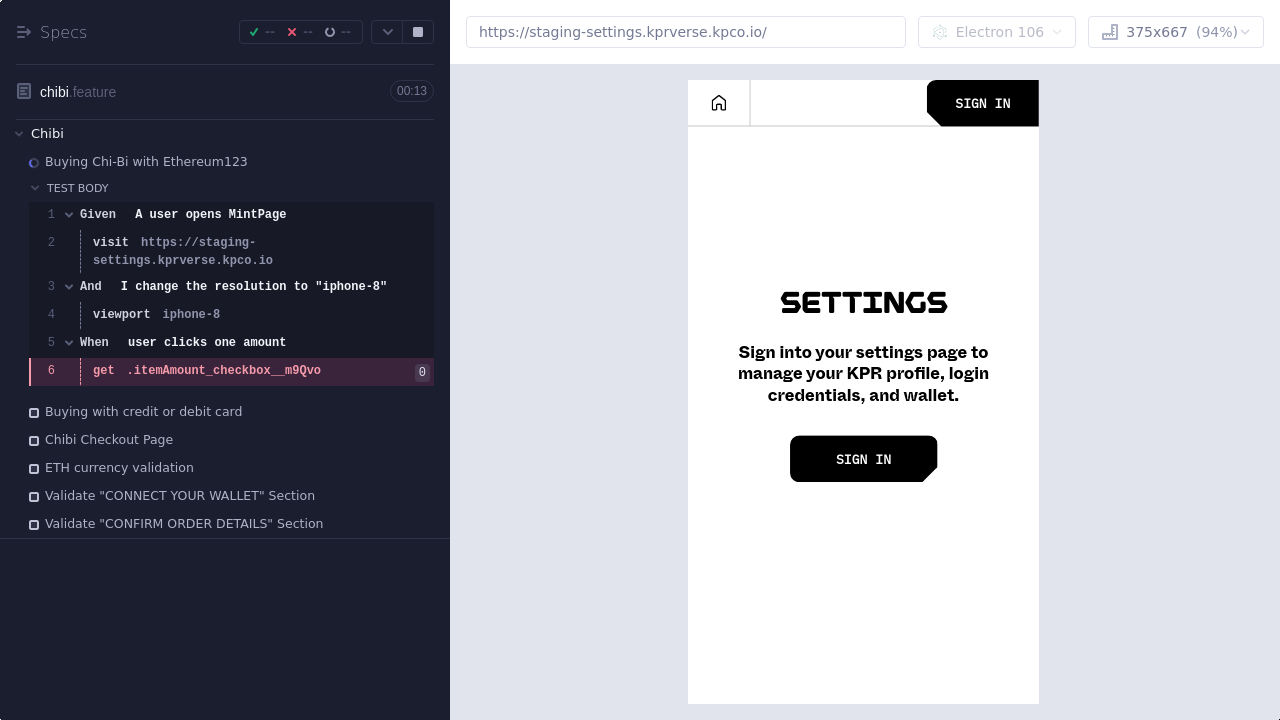 Specs
-- -- --
chibi.feature
00:13
Chibi
Buying Chi-Bi with Ethereum123
TEST BODY
1 Given A user opens MintPage
2 visit https://staging-
settings.kprverse.kpco.io
3 And I change the resolution to "iphone-8"
4 viewport iphone-8
5 When user clicks one amount
6 get .itemAmount_checkbox__m9Qvo 0
Buying with credit or debit card
Chibi Checkout Page
ETH currency validation
Validate "CONNECT YOUR WALLET" Section
Validate "CONFIRM ORDER DETAILS" Section
https://staging-settings.kprverse.kpco.io/
Electron 106
375x667 (94%)
SIGN IN
SETTINGS
Sign into your settings page to
manage your KPR profile, login
credentials, and wallet.
SIGN IN